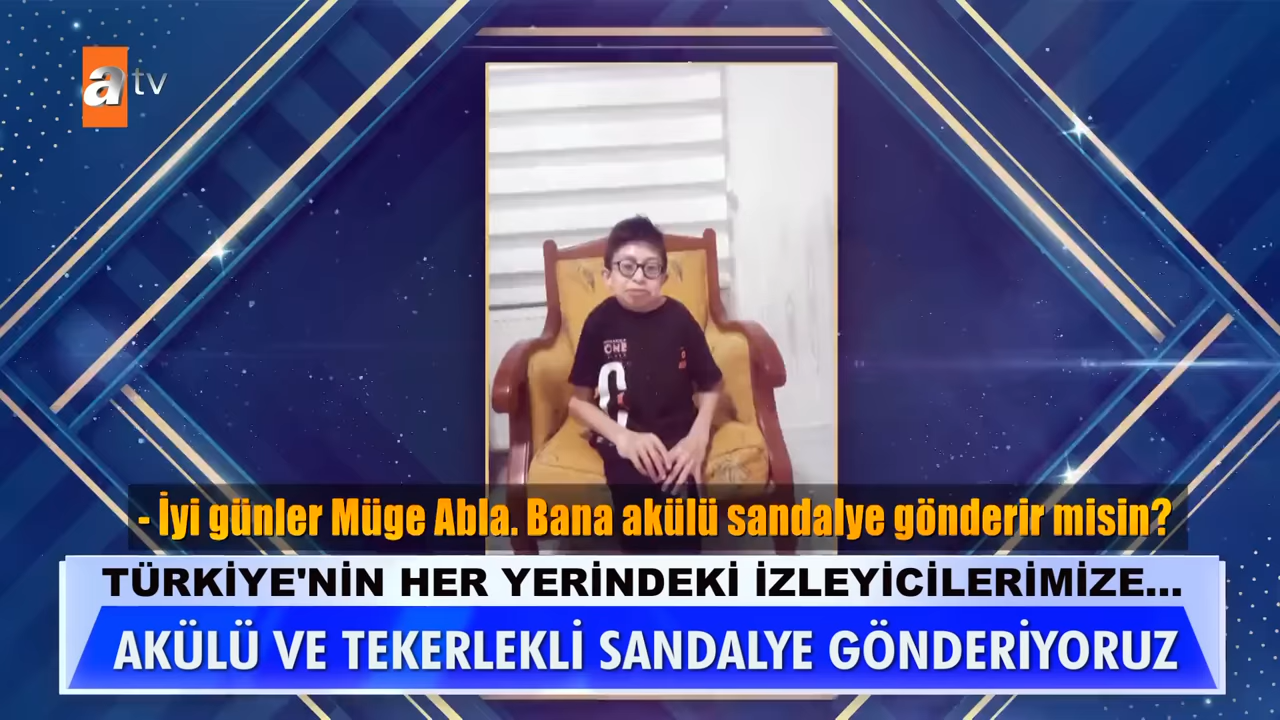 atv
ONE
- İyi günler Müge Abla. Bana akülü sandalye gönderir misin?
TÜRKİYE'NİN HER YERİNDEKİ İZLEYİCİLERİMİZE...
AKÜLÜ VE TEKERLEKLİ SANDALYE GÖNDERİYORUZ